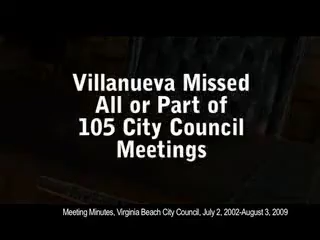 Villanueva Missed
All or Part of
105 City Council
Meetings
Meeting Minutes, Virginia Beach City Council, July 2, 2002-August 3, 2009